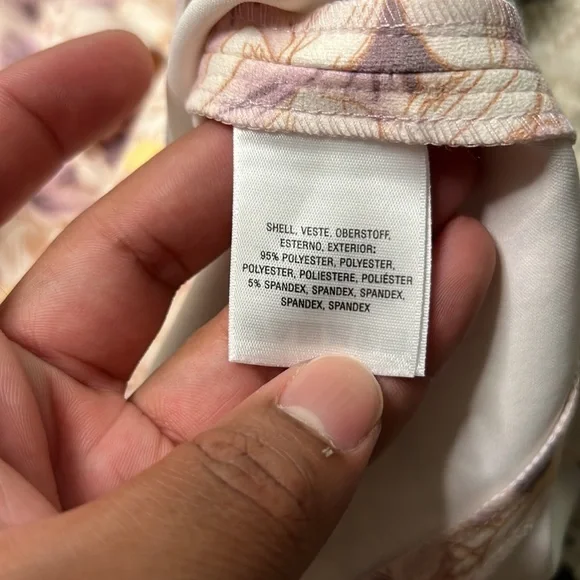 SHELL, VESTE, OBERSTOFF,
ESTERNO, EXTERIOR:
95% POLYESTER, POLYESTER,
POLYESTER, POLIESTERE, POLIÉSTER
5% SPANDEX, SPANDEX, SPANDEX,
SPANDEX, SPANDEX